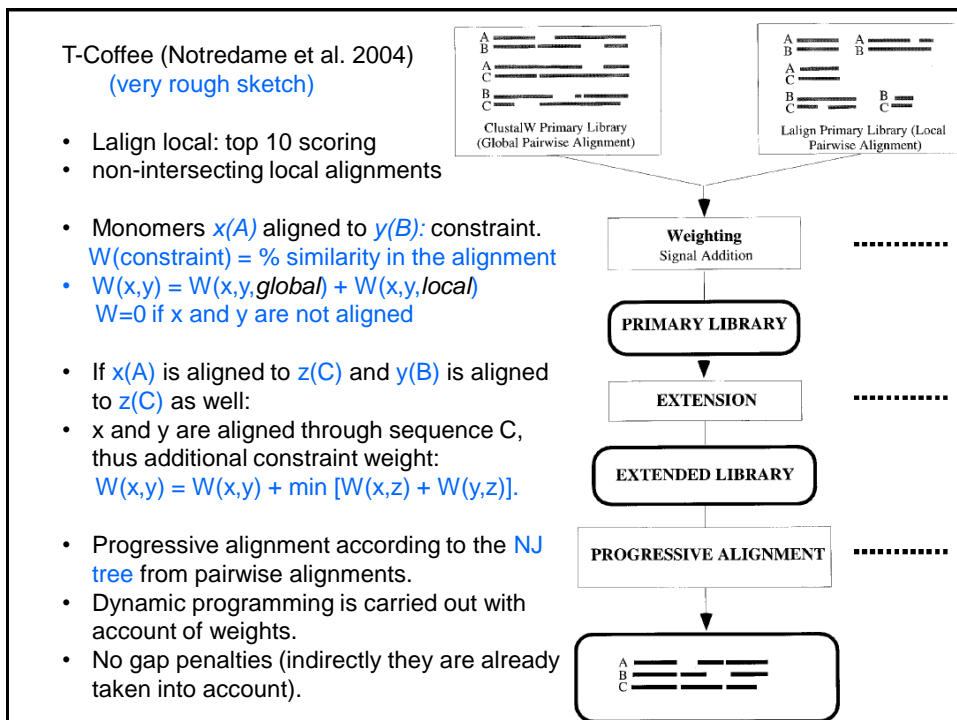 T-Coffee (Notredame et al. 2004)
(very rough sketch)
• Lalign local: top 10 scoring
• non-intersecting local alignments
• Monomers x(A) aligned to y(B): constraint.
W(constraint) = % similarity in the alignment
• W(x,y) = W(x,y,global) + W(x,y,local)
W=0 if x and y are not aligned
• If x(A) is aligned to z(C) and y(B) is aligned
to z(C) as well:
• x and y are aligned through sequence C,
thus additional constraint weight:
W(x,y) = W(x,y) + min [W(x,z) + W(y,z)].
• Progressive alignment according to the NJ
tree from pairwise alignments.
• Dynamic programming is carried out with
account of weights.
• No gap penalties (indirectly they are already
taken into account).
A
B
A
C
B
C
ClustalW Primary Library
(Global Pairwise Alignment)
A A
B B
A
C
B B
C C
Lalign Primary Library (Local
Pairwise Alignment)
Weighting
Signal Addition
PRIMARY LIBRARY
EXTENSION
EXTENDED LIBRARY
PROGRESSIVE ALIGNMENT
A
B
C